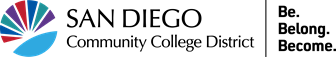 SAN DIEGO
Community College District
Be.
Belong.
Become.